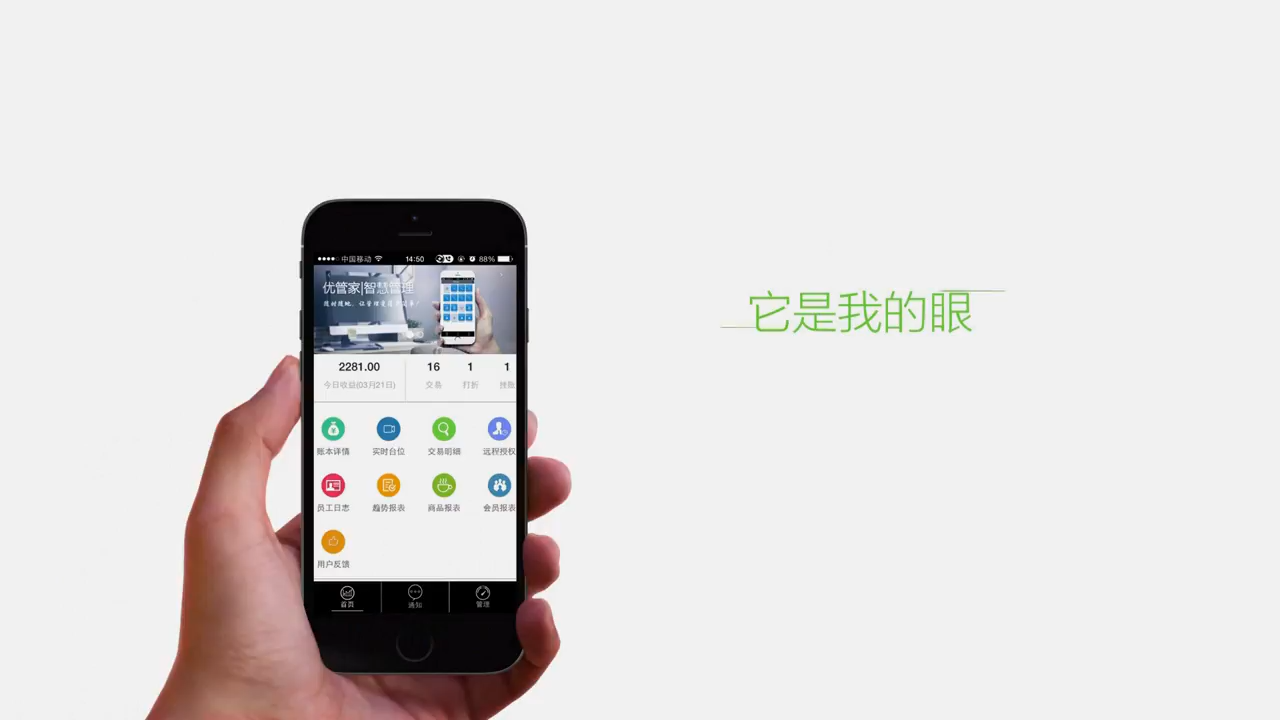 中国移动 14:50 88%
优管家|智慧管理
它是我的眼
2281.00 16 1 1
今日收益(03月21日) 交易 打折 挂账
账本详情 实时台位 交易明细 远程授权
员工日志 趋势报表 商品报表 会员报表
用户反馈
首页 通知 管理